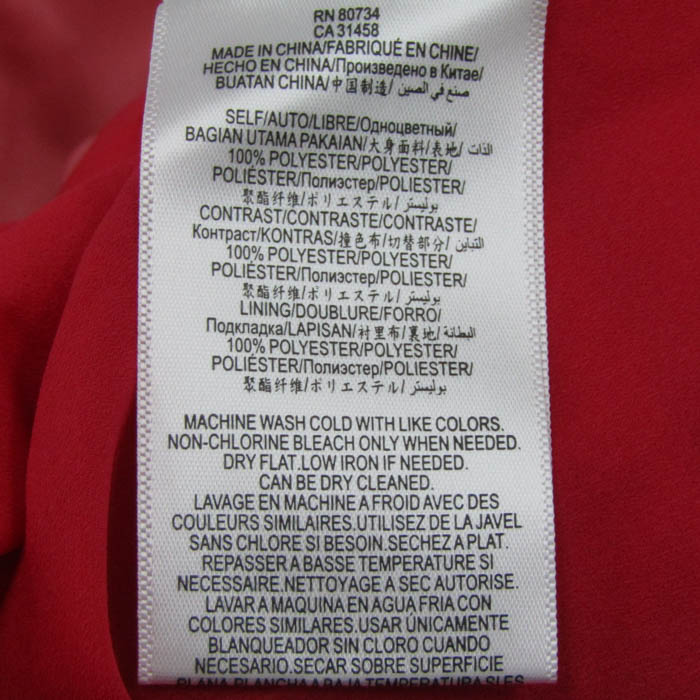 RN 80734
CA 31458
MADE IN CHINA/FABRIQUÉ EN CHINE/
HECHO EN CHINA/Произведено в Китае/
BUATAN CHINA/中国制造/صنع في الصين
SELF/AUTO/LIBRE/Одноцветный/
BAGIAN UTAMA PAKAIAN/大身面料/表地/الذات
100% POLYESTER/POLYESTER/
POLIÉSTER/Полиэстер/POLIESTER/
聚酯纤维/ポリエステル/بوليستر
CONTRAST/CONTRASTE/CONTRASTE/
Контраст/KONTRAS/撞色布/切替部分/التباين
100% POLYESTER/POLYESTER/
POLIÉSTER/Полиэстер/POLIESTER/
聚酯纤维/ポリエステル/بوليستر
LINING/DOUBLURE/FORRO/
Подкладка/LAPISAN/衬里布/裏地/البطانة
100% POLYESTER/POLYESTER/
POLIÉSTER/Полиэстер/POLIESTER/
聚酯纤维/ポリエステル/بوليستر
MACHINE WASH COLD WITH LIKE COLORS.
NON-CHLORINE BLEACH ONLY WHEN NEEDED.
DRY FLAT.LOW IRON IF NEEDED.
CAN BE DRY CLEANED.
LAVAGE EN MACHINE A FROID AVEC DES
COULEURS SIMILAIRES.UTILISEZ DE LA JAVEL
SANS CHLORE SI BESOIN.SECHEZ A PLAT.
REPASSER A BASSE TEMPERATURE SI
NECESSAIRE.NETTOYAGE A SEC AUTORISE.
LAVAR A MAQUINA EN AGUA FRIA CON
COLORES SIMILARES.USAR ÚNICAMENTE
BLANQUEADOR SIN CLORO CUANDO
NECESSARIO.SECAR SOBRE SUPERFICIE
PLANA.PLANCHA A BAJA TEMPERATURA SI ES